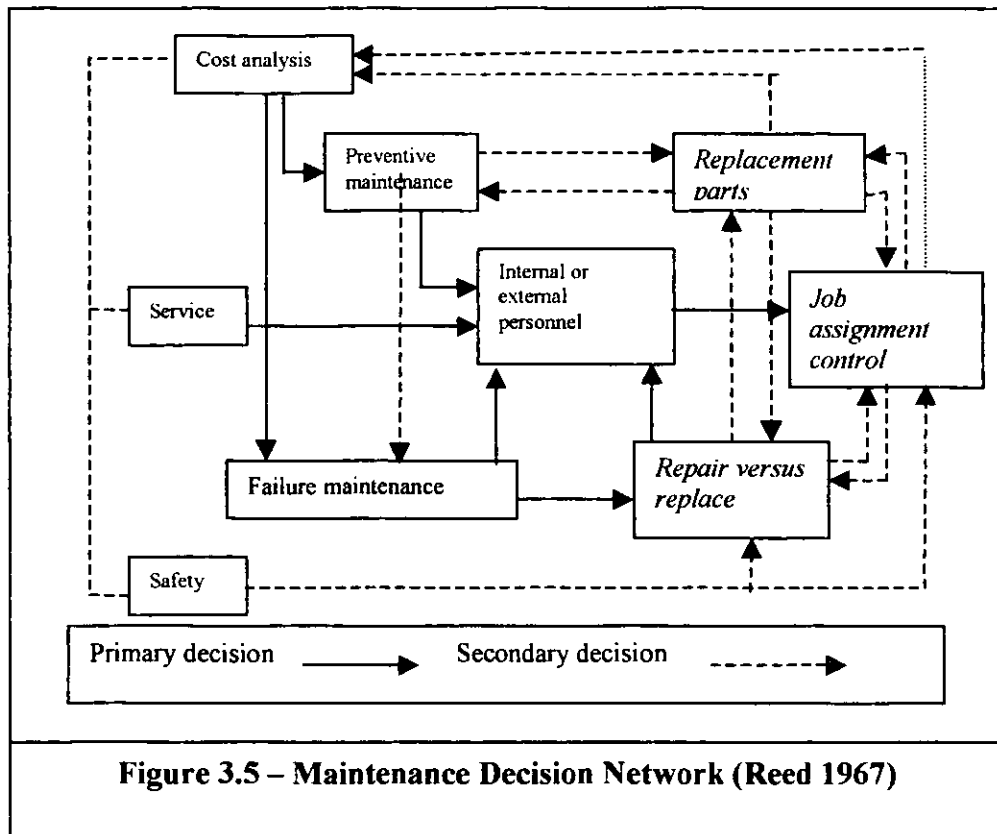 Cost analysis
Preventive
maintenance
Replacement
parts
Internal or
external
personnel
Service
Job
assignment
control
Failure maintenance
Repair versus
replace
Safety
Primary decision
Secondary decision
Figure 3.5 – Maintenance Decision Network (Reed 1967)